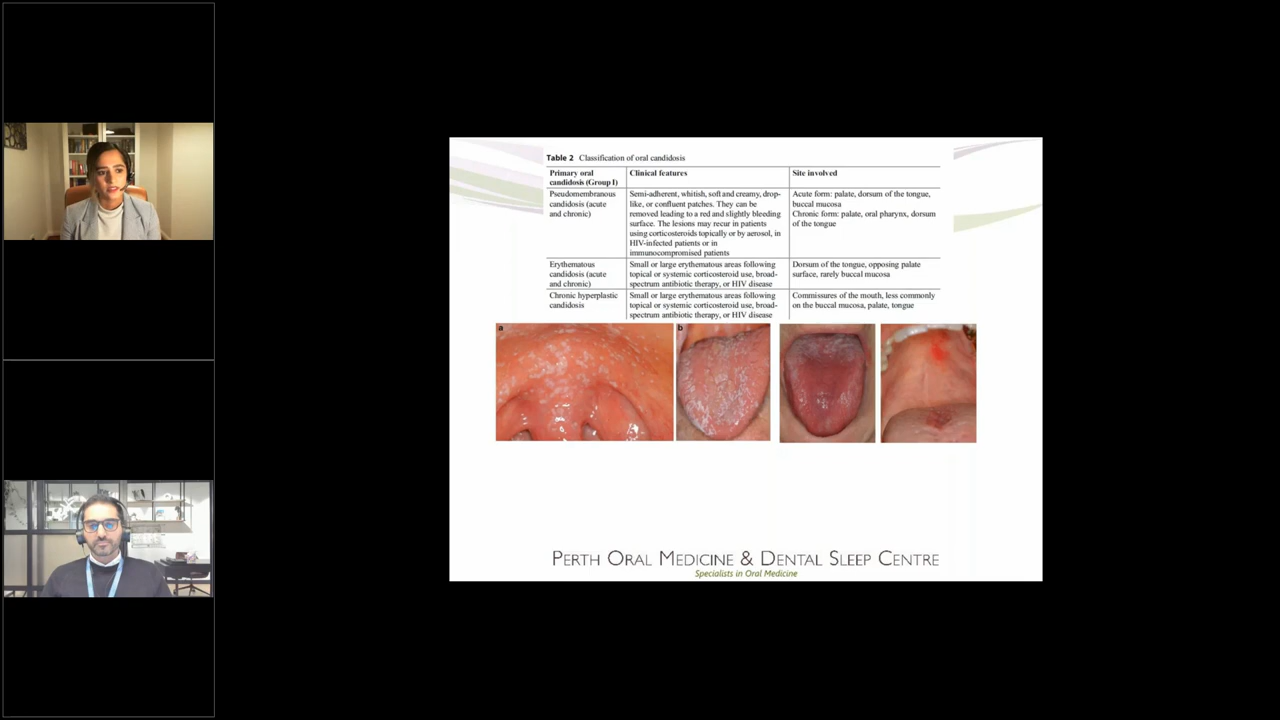 Table 2 Classification of oral candidosis
Primary oral
candidosis (Group I)
Clinical features
Site involved
Pseudomembranous
candidosis (acute
and chronic)
Semi-adherent, whitish, soft and creamy, drop-
like, or confluent patches. They can be
removed leading to a red and slightly bleeding
surface. The lesions may recur in patients
using corticosteroids topically or by aerosol, in
HIV-infected patients or in
immunocompromised patients
Acute form: palate, dorsum of the tongue,
buccal mucosa
Chronic form: palate, oral pharynx, dorsum
of the tongue
Erythematous
candidosis (acute
and chronic)
Small or large erythematous areas following
topical or systemic corticosteroid use, broad-
spectrum antibiotic therapy, or HIV disease
Dorsum of the tongue, opposing palate
surface, rarely buccal mucosa
Chronic hyperplastic
candidosis
Small or large erythematous areas following
topical or systemic corticosteroid use, broad-
spectrum antibiotic therapy, or HIV disease
Commissures of the mouth, less commonly
on the buccal mucosa, palate, tongue
a
b
PERTH ORAL MEDICINE & DENTAL SLEEP CENTRE
Specialists in Oral Medicine